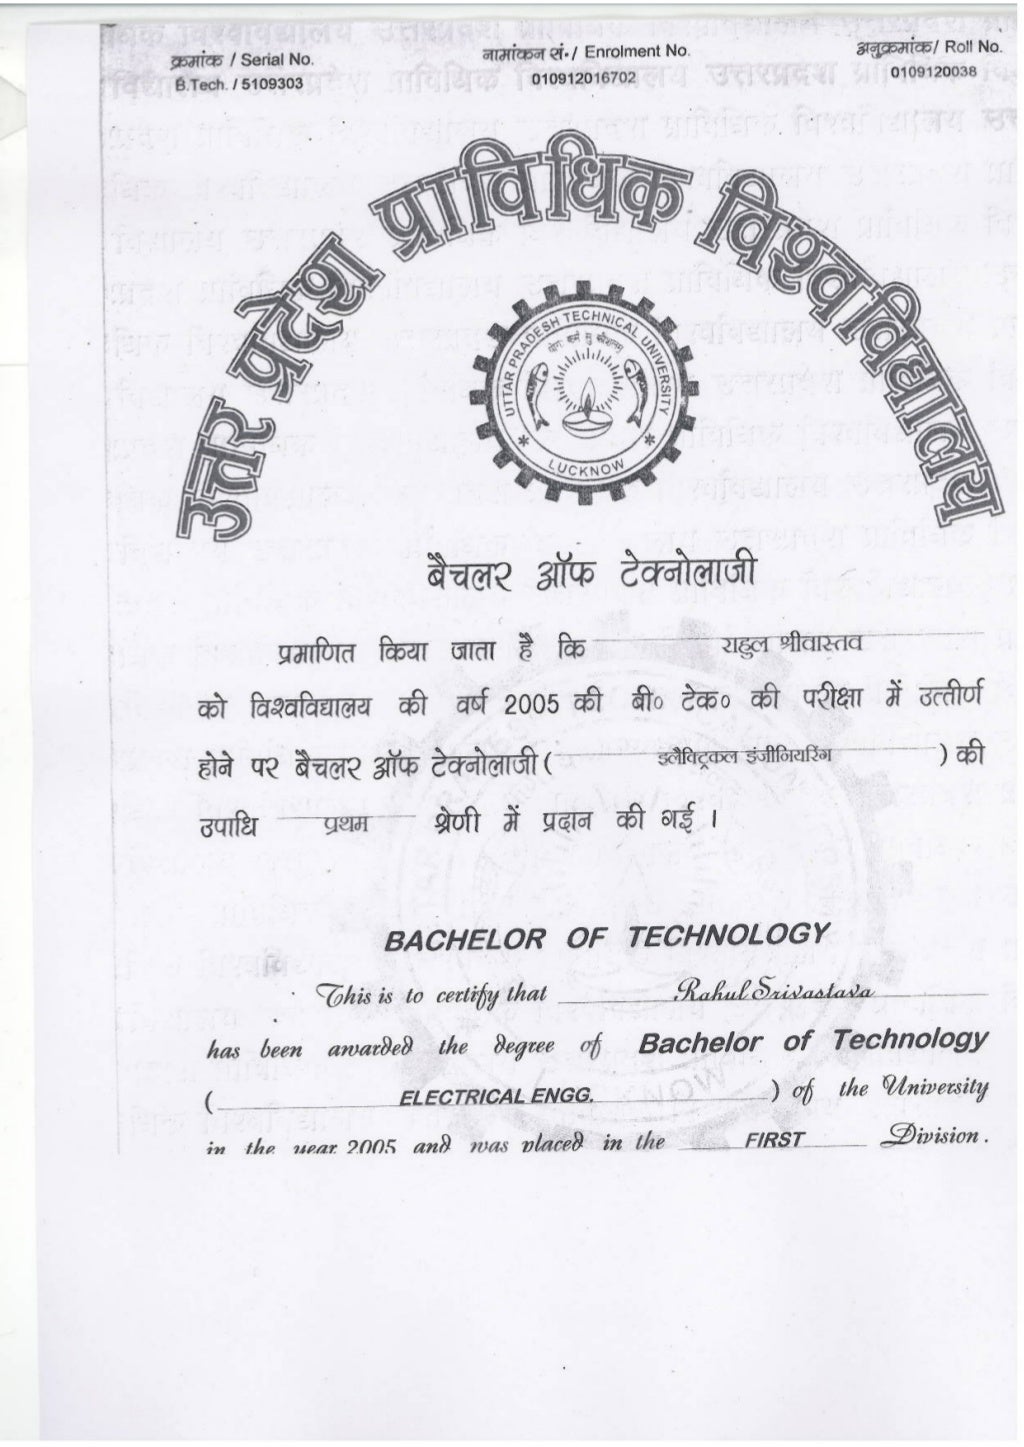 क्रमांक / Serial No.
B.Tech. / 5109303
नामांकन सं॰ / Enrolment No.
010912016702
अनुक्रमांक/ Roll No.
0109120038
उत्तर प्रदेश प्राविधिक विश्वविद्यालय
UTTAR PRADESH TECHNICAL UNIVERSITY
LUCKNOW
बैचलर ऑफ टेक्नोलाजी
प्रमाणित किया जाता है कि राहुल श्रीवास्तव
को विश्वविद्यालय की वर्ष 2005 की बी० टेक० की परीक्षा में उत्तीर्ण
होने पर बैचलर ऑफ टेक्नोलाजी ( इलैक्ट्रिकल इंजीनियरिंग ) की
उपाधि प्रथम श्रेणी में प्रदान की गई ।
BACHELOR OF TECHNOLOGY
This is to certify that Rahul Srivastava
has been awarded the degree of Bachelor of Technology
( ELECTRICAL ENGG. ) of the University
in the year 2005 and was placed in the FIRST Division.